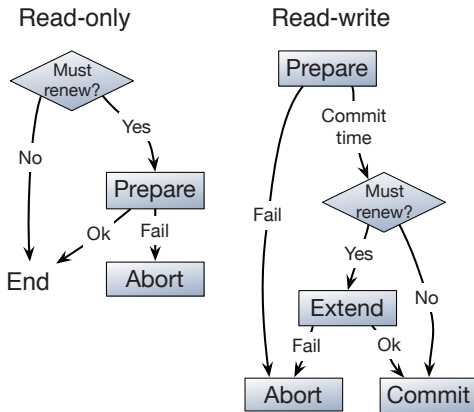 Read-only
Must
renew?
No
Yes
Prepare
Ok
Fail
End
Abort
Read-write
Prepare
Commit
time
Fail
Must
renew?
Yes
No
Extend
Fail
Ok
Abort
Commit